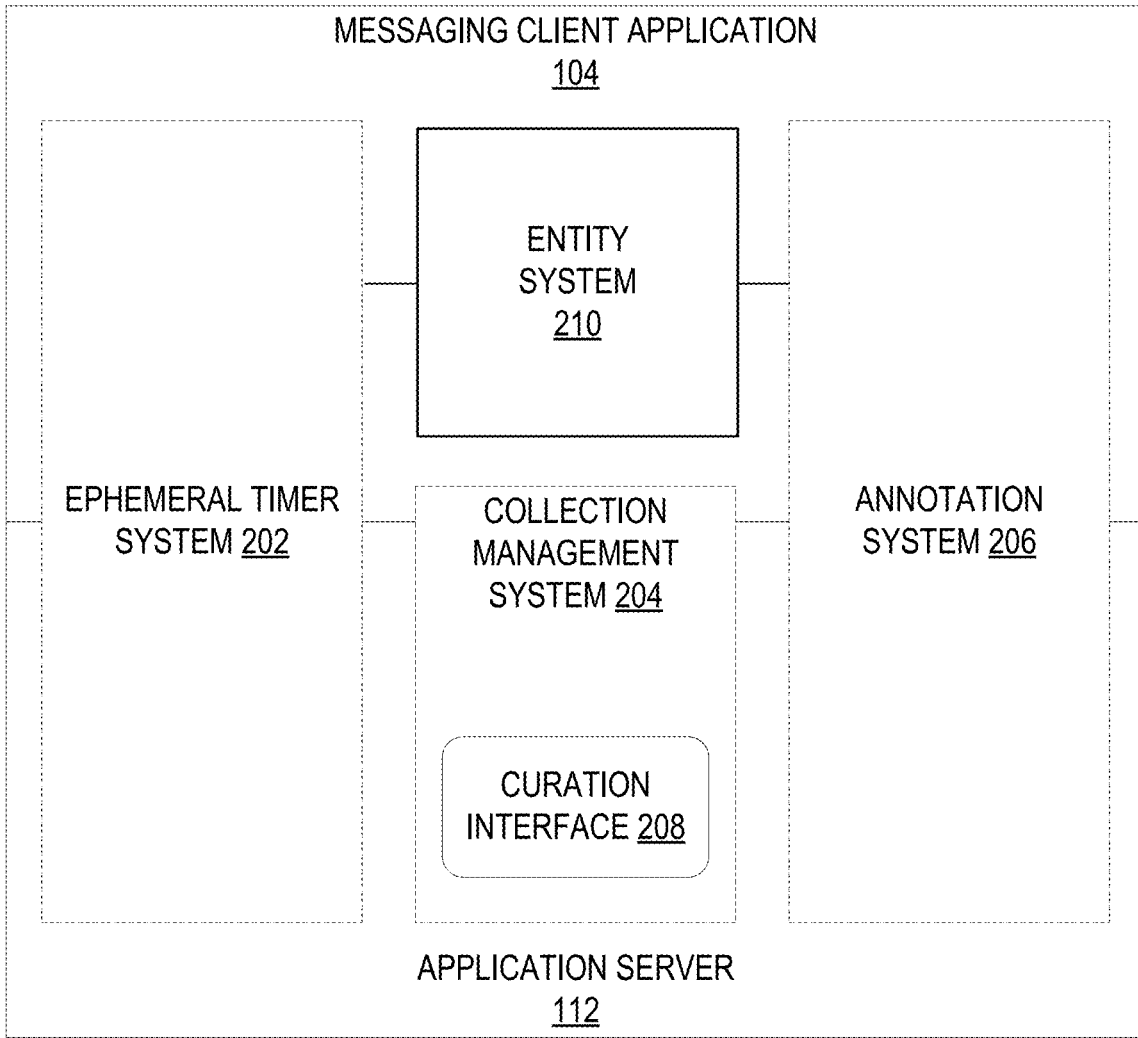 MESSAGING CLIENT APPLICATION
104
ENTITY
SYSTEM
210
EPHEMERAL TIMER
SYSTEM 202
COLLECTION
MANAGEMENT
SYSTEM 204
ANNOTATION
SYSTEM 206
CURATION
INTERFACE 208
APPLICATION SERVER
112